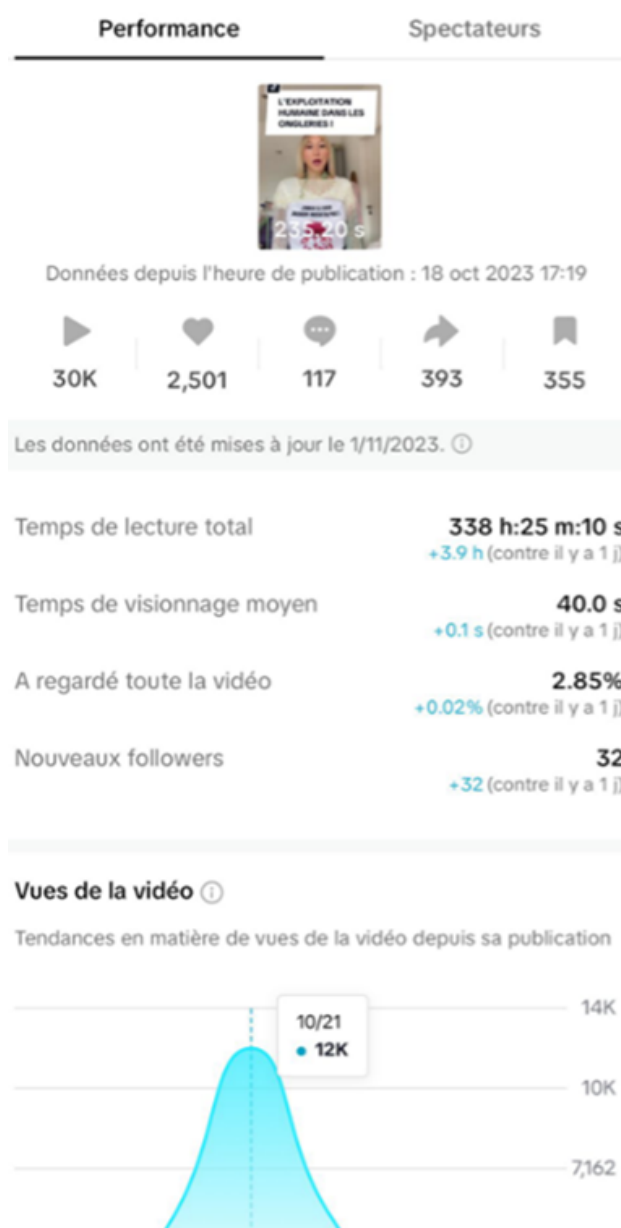 Performance
Spectateurs
L'EXPLOITATION
HUMAINE DANS LES
ONGLERIES !
235.20 s
Données depuis l'heure de publication : 18 oct 2023 17:19
30K
2,501
117
393
355
Les données ont été mises à jour le 1/11/2023.
Temps de lecture total
338 h:25 m:10 s
+3.9 h (contre il y a 1 j)
Temps de visionnage moyen
40.0 s
+0.1 s (contre il y a 1 j)
A regardé toute la vidéo
2.85%
+0.02% (contre il y a 1 j)
Nouveaux followers
32
+32 (contre il y a 1 j)
Vues de la vidéo
Tendances en matière de vues de la vidéo depuis sa publication
14K
10/21
12K
10K
7,162